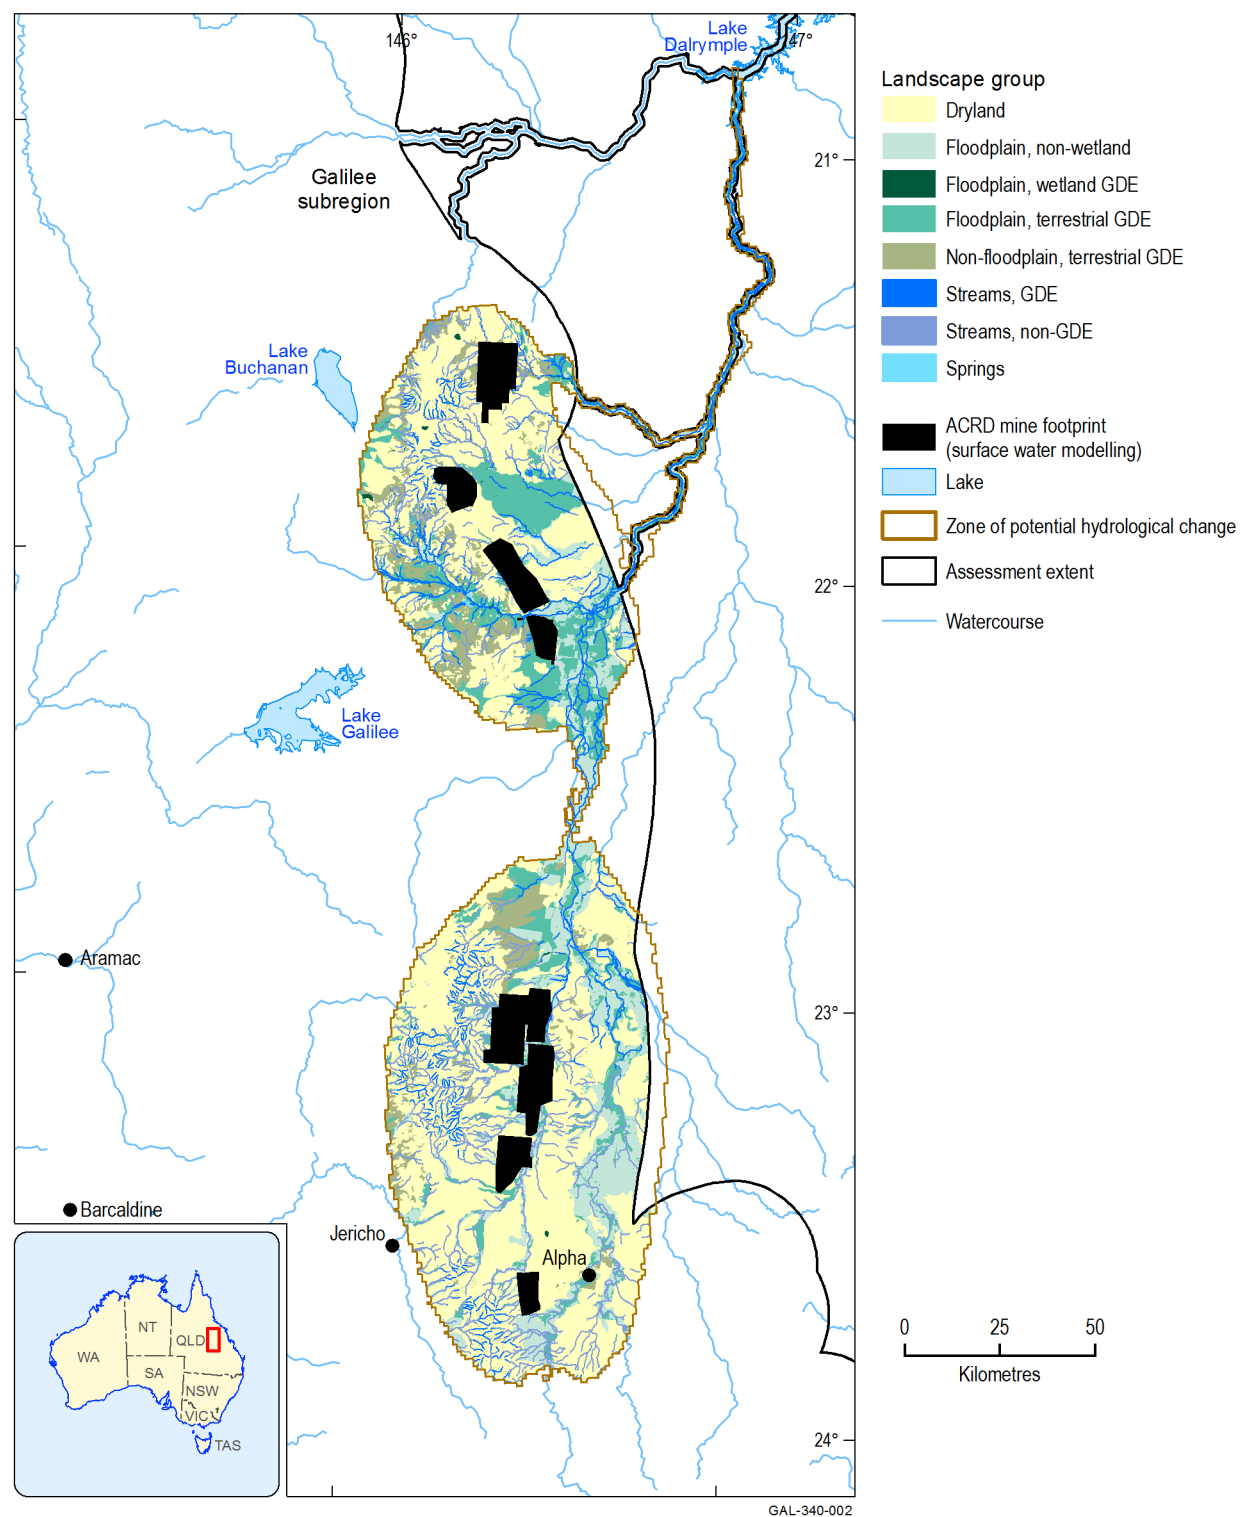 146°
Lake
Dalrymple
147°
21°
Galilee
subregion
Lake
Buchanan
22°
Lake
Galilee
Aramac
23°
Barcaldine
Jericho
Alpha
24°
GAL-340-002
Landscape group
Dryland
Floodplain, non-wetland
Floodplain, wetland GDE
Floodplain, terrestrial GDE
Non-floodplain, terrestrial GDE
Streams, GDE
Streams, non-GDE
Springs
ACRD mine footprint
(surface water modelling)
Lake
Zone of potential hydrological change
Assessment extent
Watercourse
0 25 50
Kilometres
NT
QLD
WA
SA
NSW
VIC
TAS